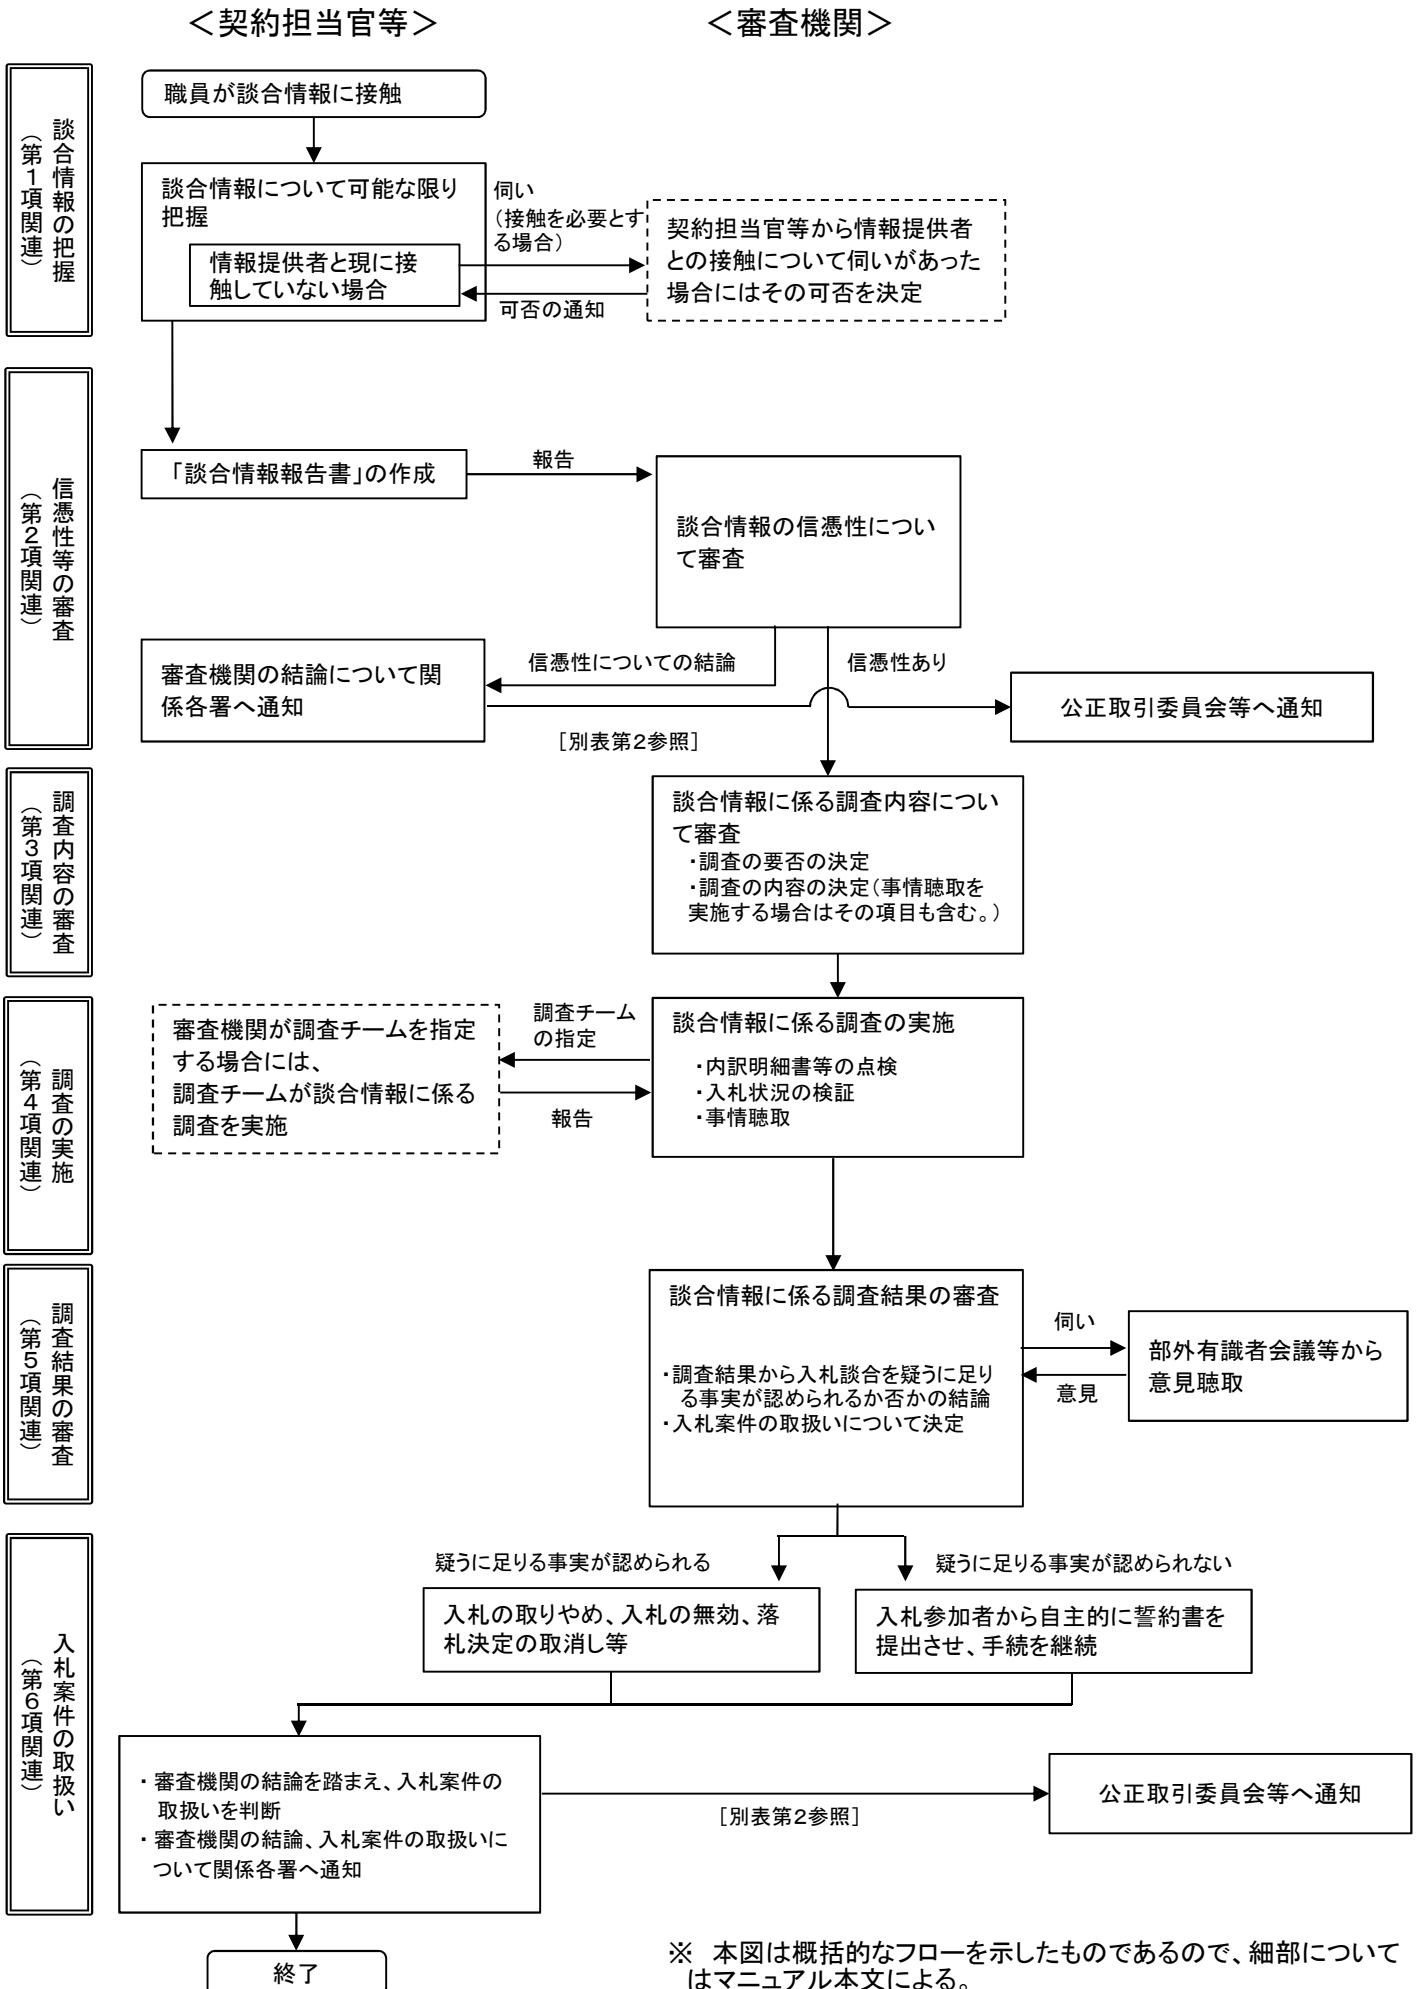 ＜契約担当官等＞
＜審査機関＞
談合情報の把握
（第１項関連）
職員が談合情報に接触
談合情報について可能な限り
把握
情報提供者と現に接
触していない場合
伺い
（接触を必要とす
る場合）
可否の通知
契約担当官等から情報提供者
との接触について伺いがあった
場合にはその可否を決定
信憑性等の審査
（第２項関連）
「談合情報報告書」の作成
報告
談合情報の信憑性につい
て審査
審査機関の結論について関
係各署へ通知
信憑性についての結論
信憑性あり
公正取引委員会等へ通知
［別表第２参照］
調査内容の審査
（第３項関連）
談合情報に係る調査内容につい
て審査
・調査の要否の決定
・調査の内容の決定（事情聴取を
実施する場合はその項目も含む。）
調査の実施
（第４項関連）
審査機関が調査チームを指定
する場合には、
調査チームが談合情報に係る
調査を実施
調査チーム
の指定
報告
談合情報に係る調査の実施
・内訳明細書等の点検
・入札状況の検証
・事情聴取
調査結果の審査
（第５項関連）
談合情報に係る調査結果の審査
・調査結果から入札談合を疑うに足り
る事実が認められるか否かの結論
・入札案件の取扱いについて決定
伺い
意見
部外有識者会議等から
意見聴取
入札案件の取扱い
（第６項関連）
疑うに足りる事実が認められる
疑うに足りる事実が認められない
入札の取りやめ、入札の無効、落
札決定の取消し等
入札参加者から自主的に誓約書を
提出させ、手続を継続
・審査機関の結論を踏まえ、入札案件の
取扱いを判断
・審査機関の結論、入札案件の取扱いに
ついて関係各署へ通知
［別表第２参照］
公正取引委員会等へ通知
終了
※　本図は概括的なフローを示したものであるので、細部について
はマニュアル本文による。